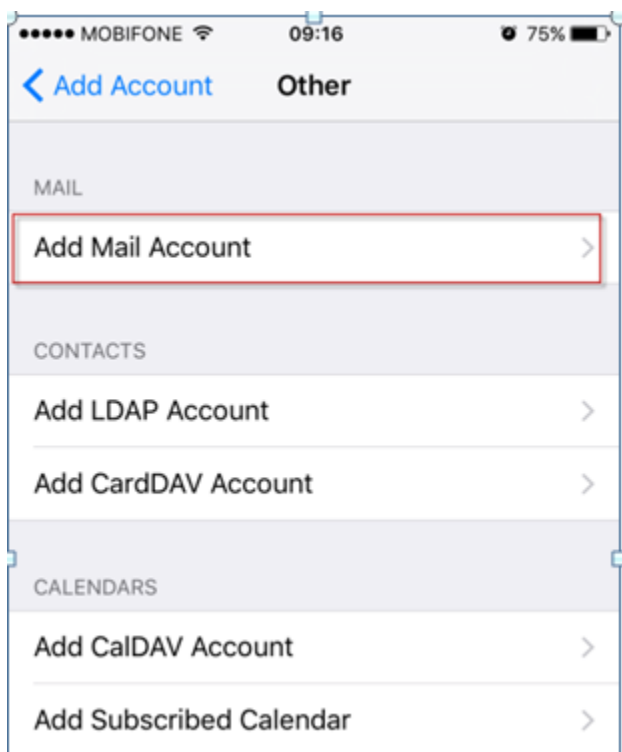 MOBIFONE 09:16 75%
Add Account Other
MAIL
Add Mail Account
CONTACTS
Add LDAP Account
Add CardDAV Account
CALENDARS
Add CalDAV Account
Add Subscribed Calendar